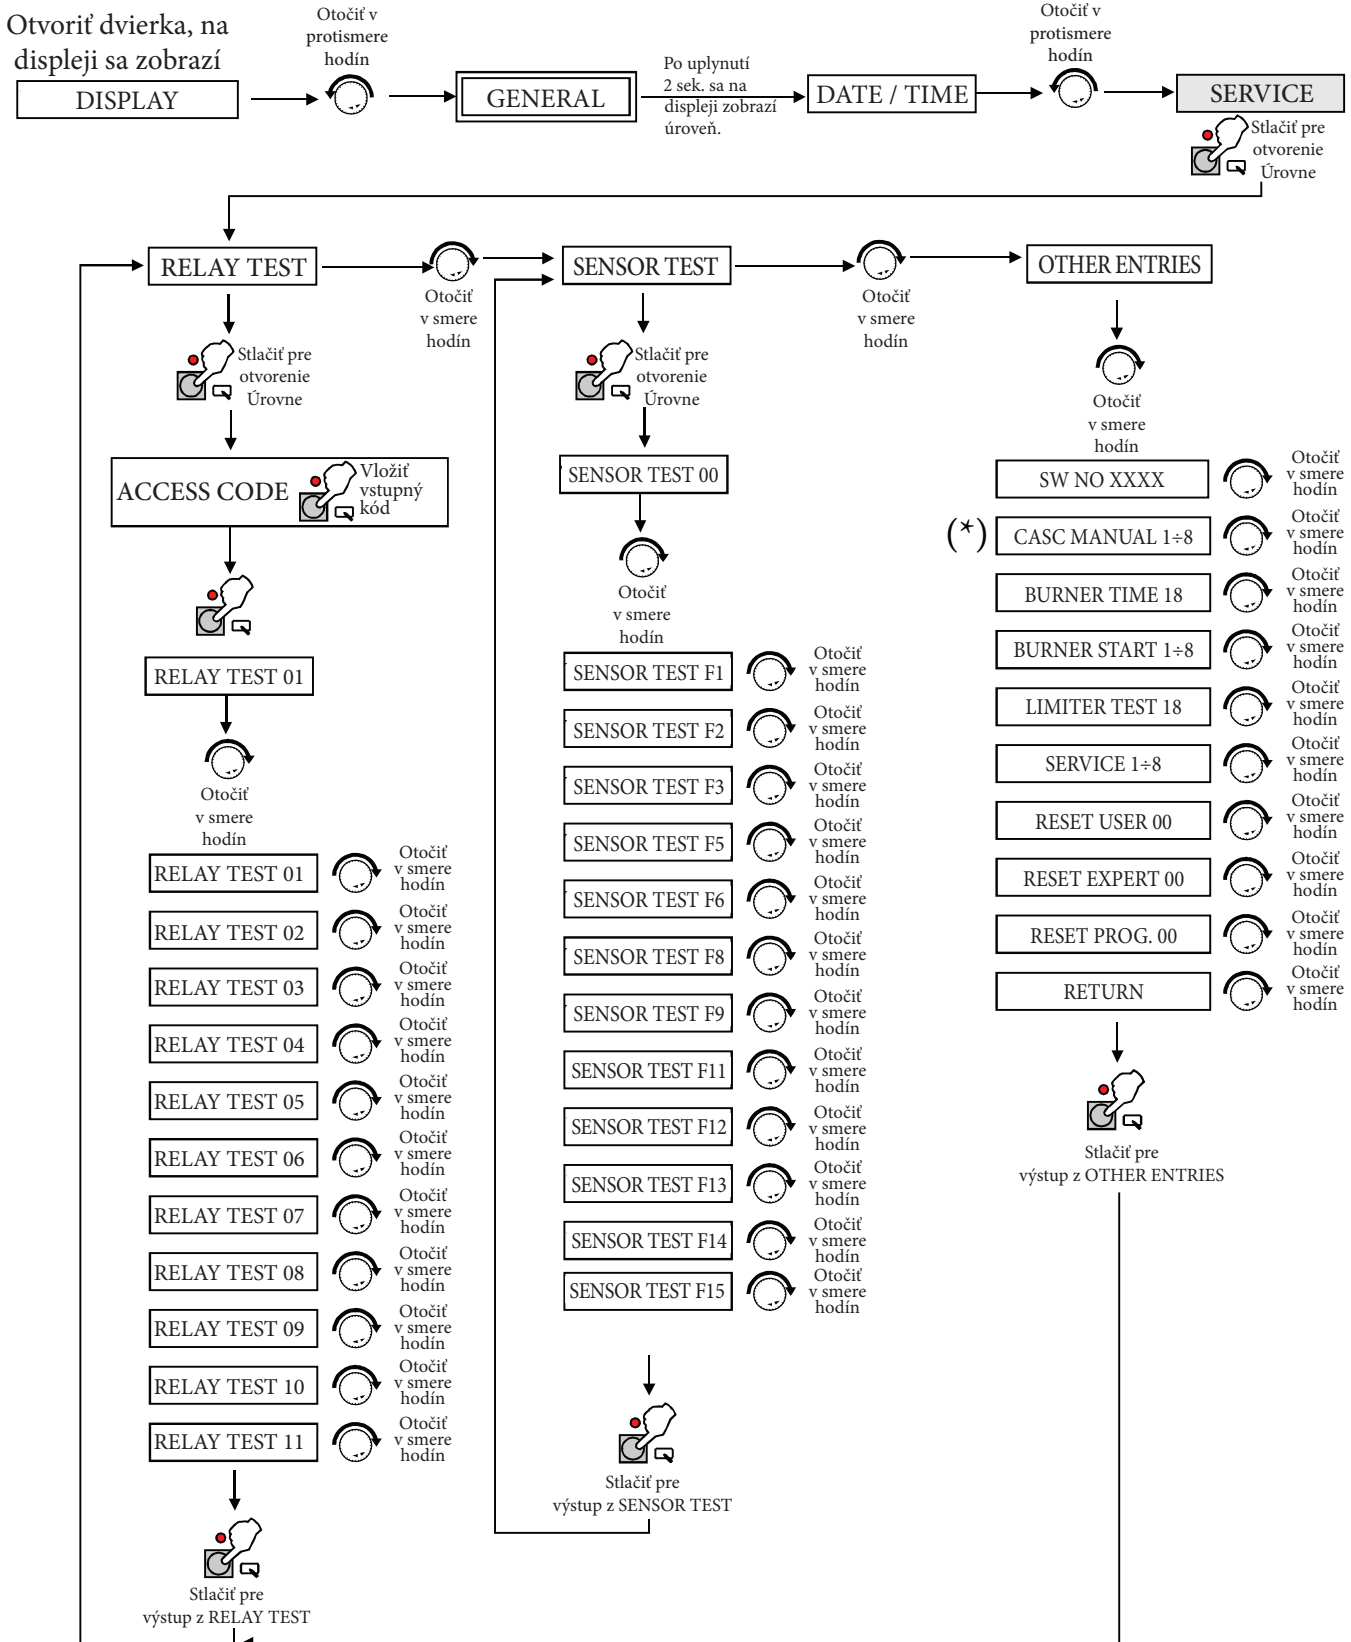 Otvoriť dvierka, na
displeji sa zobrazí
DISPLAY
Otočiť v
protismere
hodín
GENERAL
Po uplynutí
2 sek. sa na
displeji zobrazí
úroveň.
DATE / TIME
Otočiť v
protismere
hodín
SERVICE
Stlačiť pre
otvorenie
Úrovne
RELAY TEST
Otočiť
v smere
hodín
SENSOR TEST
Otočiť
v smere
hodín
OTHER ENTRIES
Stlačiť pre
otvorenie
Úrovne
ACCESS CODE
Vložiť
vstupný
kód
RELAY TEST 01
Otočiť
v smere
hodín
RELAY TEST 01
Otočiť
v smere
hodín
RELAY TEST 02
Otočiť
v smere
hodín
RELAY TEST 03
Otočiť
v smere
hodín
RELAY TEST 04
Otočiť
v smere
hodín
RELAY TEST 05
Otočiť
v smere
hodín
RELAY TEST 06
Otočiť
v smere
hodín
RELAY TEST 07
Otočiť
v smere
hodín
RELAY TEST 08
Otočiť
v smere
hodín
RELAY TEST 09
Otočiť
v smere
hodín
RELAY TEST 10
Otočiť
v smere
hodín
RELAY TEST 11
Otočiť
v smere
hodín
Stlačiť pre
výstup z RELAY TEST
Stlačiť pre
otvorenie
Úrovne
SENSOR TEST 00
Otočiť
v smere
hodín
SENSOR TEST F1
Otočiť
v smere
hodín
SENSOR TEST F2
Otočiť
v smere
hodín
SENSOR TEST F3
Otočiť
v smere
hodín
SENSOR TEST F5
Otočiť
v smere
hodín
SENSOR TEST F6
Otočiť
v smere
hodín
SENSOR TEST F8
Otočiť
v smere
hodín
SENSOR TEST F9
Otočiť
v smere
hodín
SENSOR TEST F11
Otočiť
v smere
hodín
SENSOR TEST F12
Otočiť
v smere
hodín
SENSOR TEST F13
Otočiť
v smere
hodín
SENSOR TEST F14
Otočiť
v smere
hodín
SENSOR TEST F15
Otočiť
v smere
hodín
Stlačiť pre
výstup z SENSOR TEST
Otočiť
v smere
hodín
SW NO XXXX
Otočiť
v smere
hodín
(*) CASC MANUAL 1÷8
Otočiť
v smere
hodín
BURNER TIME 18
Otočiť
v smere
hodín
BURNER START 1÷8
Otočiť
v smere
hodín
LIMITER TEST 18
Otočiť
v smere
hodín
SERVICE 1÷8
Otočiť
v smere
hodín
RESET USER 00
Otočiť
v smere
hodín
RESET EXPERT 00
Otočiť
v smere
hodín
RESET PROG. 00
Otočiť
v smere
hodín
RETURN
Otočiť
v smere
hodín
Stlačiť pre
výstup z OTHER ENTRIES